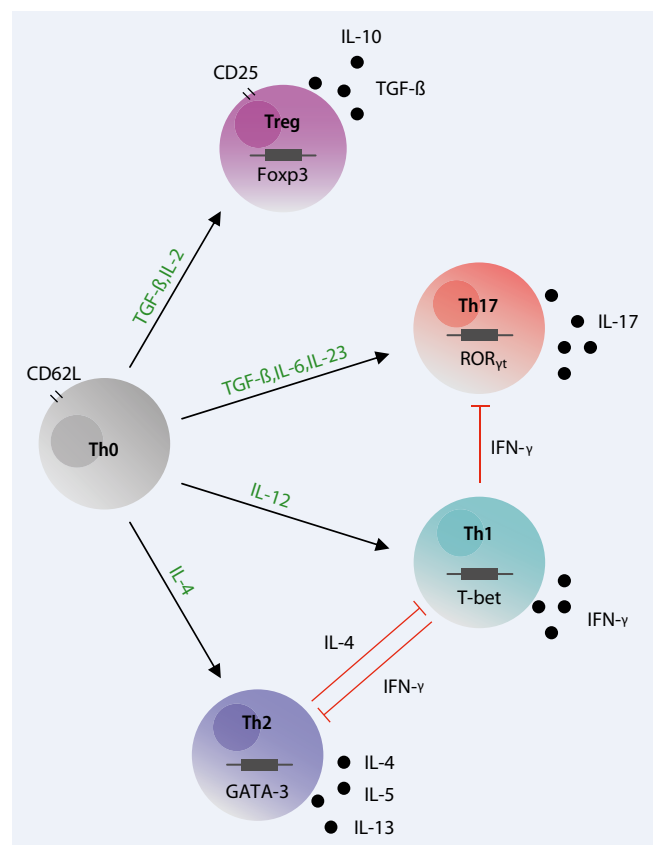 IL-10
CD25
TGF-ß
Treg
Foxp3
TGF-ß,IL-2
Th17
IL-17
RORγt
CD62L
TGF-ß,IL-6,IL-23
Th0
IFN-γ
IL-12
Th1
T-bet
IL-4
IFN-γ
IL-4
IFN-γ
Th2
GATA-3
IL-4
IL-5
IL-13